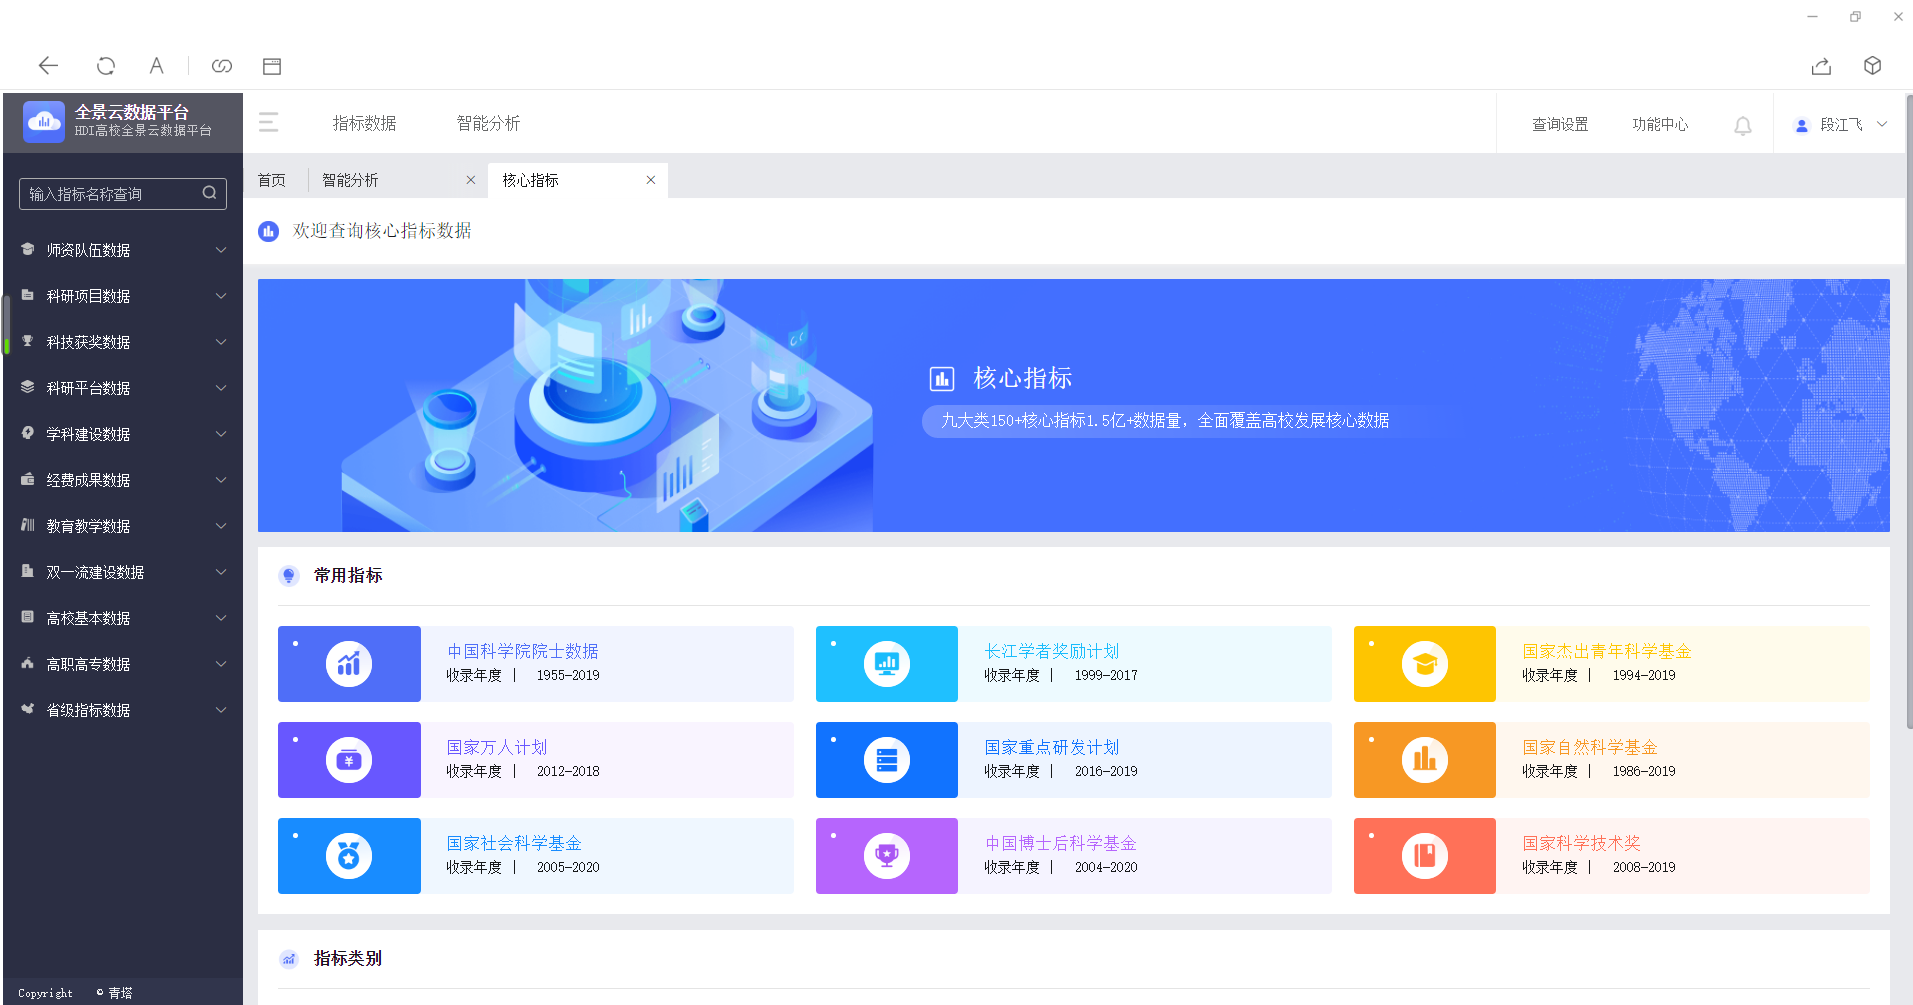 全景云数据平台
HDI高校全景云数据平台
指标数据
智能分析
查询设置
功能中心
段江飞
首页
智能分析
核心指标
输入指标名称查询
欢迎查询核心指标数据
师资队伍数据
科研项目数据
科技获奖数据
科研平台数据
学科建设数据
经费成果数据
教育教学数据
双一流建设数据
高校基本数据
高职高专数据
省级指标数据
核心指标
九大类150+核心指标1.5亿+数据量，全面覆盖高校发展核心数据
常用指标
中国科学院院士数据
收录年度 | 1955-2019
长江学者奖励计划
收录年度 | 1999-2017
国家杰出青年科学基金
收录年度 | 1994-2019
国家万人计划
收录年度 | 2012-2018
国家重点研发计划
收录年度 | 2016-2019
国家自然科学基金
收录年度 | 1986-2019
国家社会科学基金
收录年度 | 2005-2020
中国博士后科学基金
收录年度 | 2004-2020
国家科学技术奖
收录年度 | 2008-2019
指标类别
Copyright © 青塔